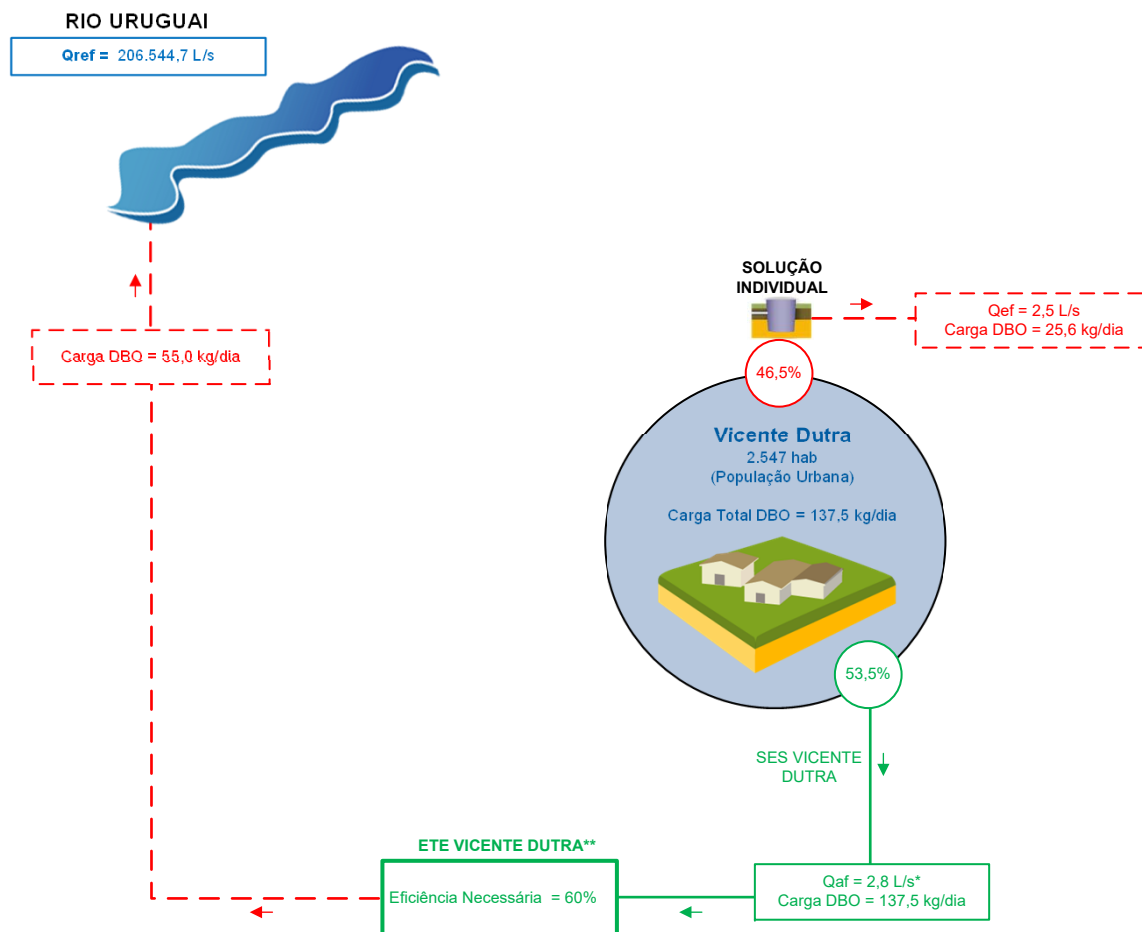 RIO URUGUAI
Qref = 206.544,7 L/s
SOLUÇÃO
INDIVIDUAL
Qef = 2,5 L/s
Carga DBO = 25,6 kg/dia
Carga DBO = 55,0 kg/dia
46,5%
Vicente Dutra
2.547 hab
(População Urbana)
Carga Total DBO = 137,5 kg/dia
53,5%
SES VICENTE
DUTRA
ETE VICENTE DUTRA**
Eficiência Necessária = 60%
Qaf = 2,8 L/s*
Carga DBO = 137,5 kg/dia